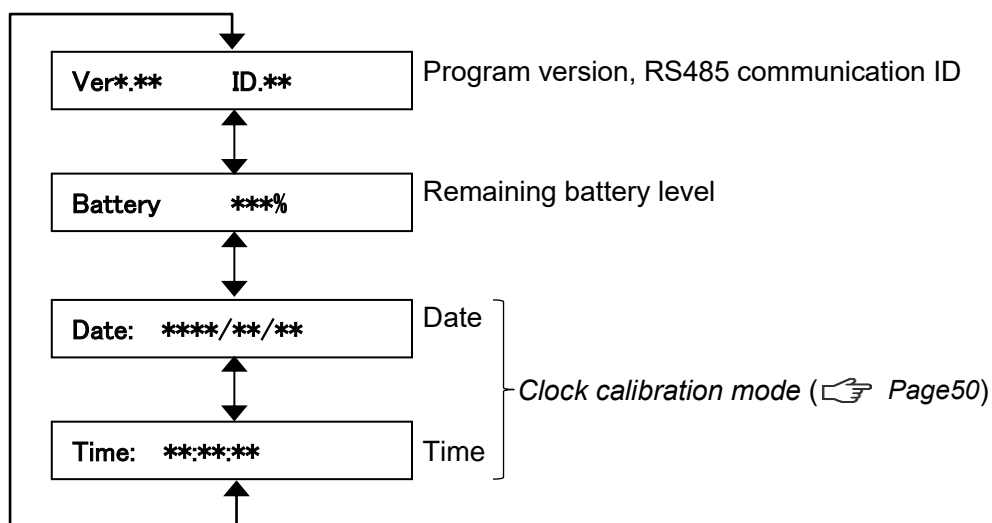 Ver*.** ID.** Program version, RS485 communication ID
Battery ***% Remaining battery level
Date: ****/**/** Date
Clock calibration mode ( Page50)
Time: **:**:** Time